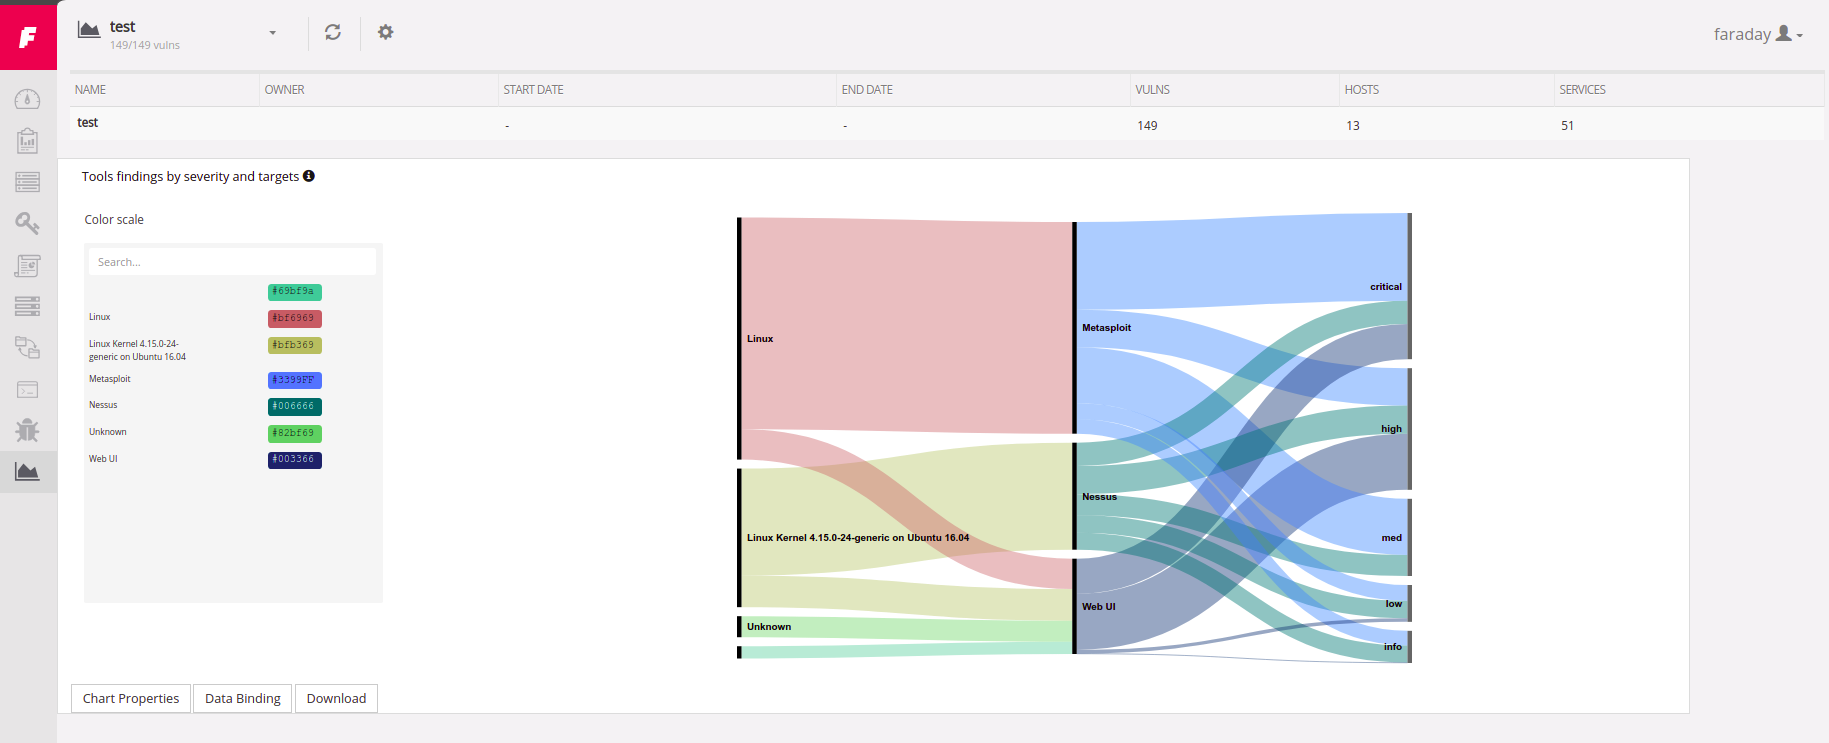 F
test
149/149 vulns
faraday
NAME OWNER START DATE END DATE VULNS HOSTS SERVICES
test - - 149 13 51
Tools findings by severity and targets
Color scale
Search...
#69bf9a
Linux #bf6969
Linux Kernel 4.15.0-24-
generic on Ubuntu 16.04 #bfb369
Metasploit #3399FF
Nessus #006666
Unknown #82bf69
Web UI #003366
Linux
Linux Kernel 4.15.0-24-generic on Ubuntu 16.04
Unknown
Metasploit
Nessus
Web UI
critical
high
med
low
info
Chart Properties Data Binding Download